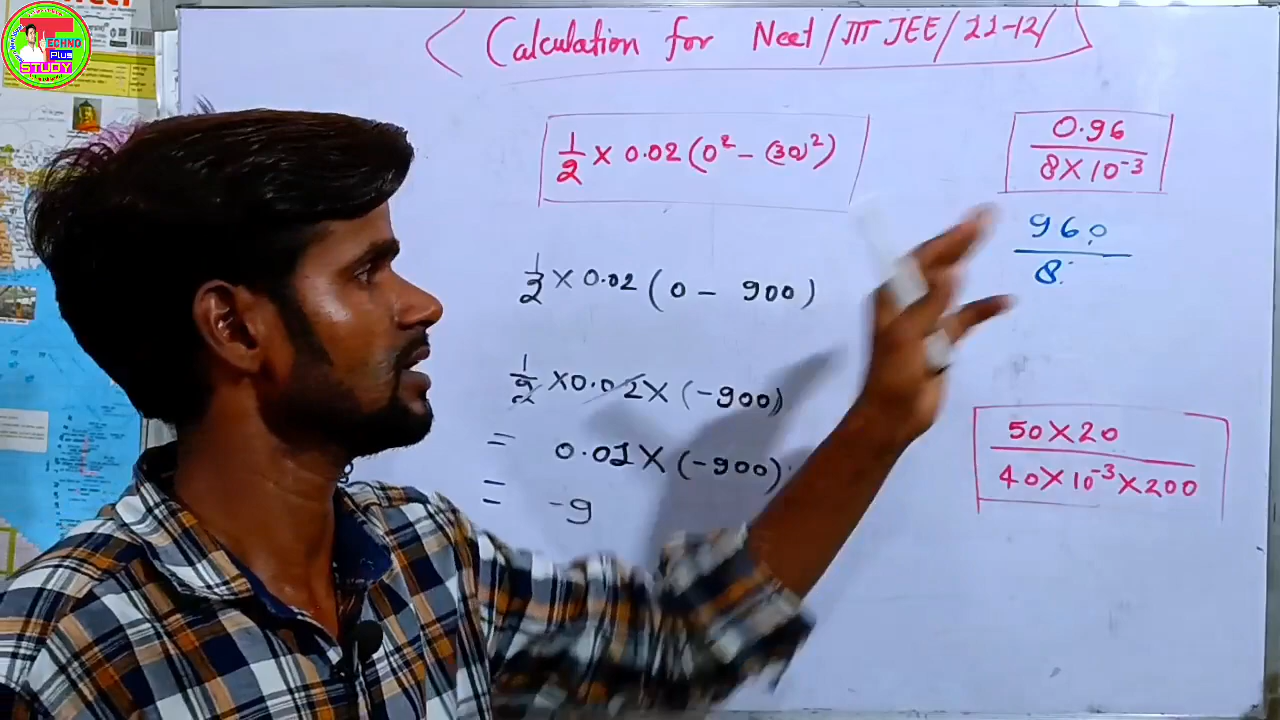 TECHNO
Plus
STUDY
Calculation for Neet/IIT JEE/11-12/
1/2 × 0.02 (0² - (30)²)
1/2 × 0.02 (0 - 900)
1/2 × 0.02 × (-900)
= 0.01 × (-900)
= -9
0.96
8 × 10⁻³
960
8
50 × 20
40 × 10⁻³ × 200